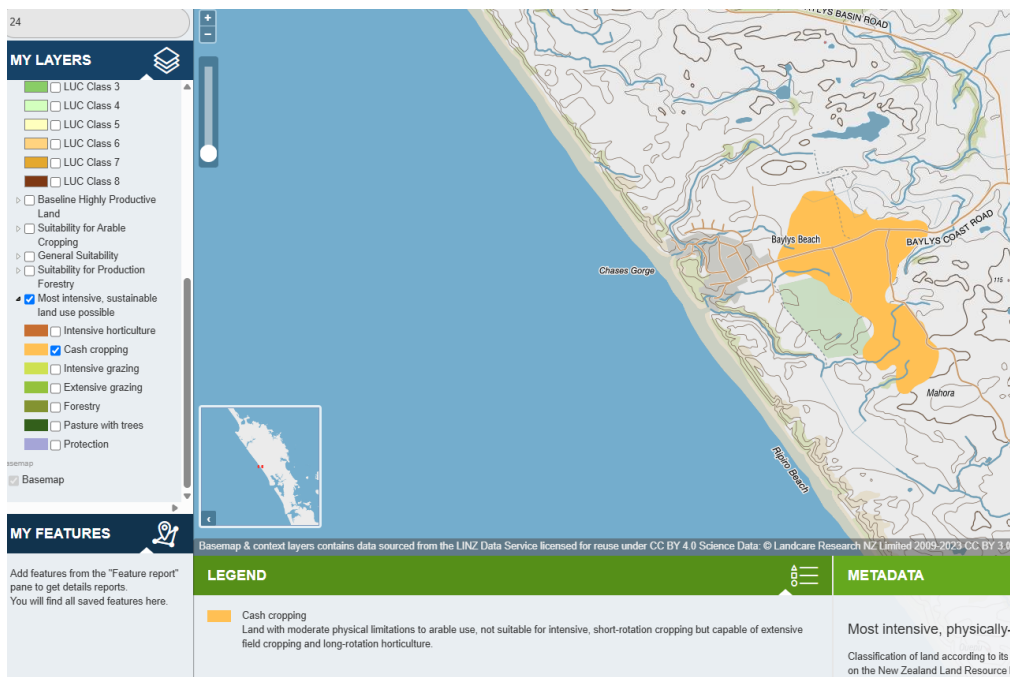 24
MY LAYERS
LUC Class 3
LUC Class 4
LUC Class 5
LUC Class 6
LUC Class 7
LUC Class 8
Baseline Highly Productive
Land
Suitability for Arable
Cropping
General Suitability
Suitability for Production
Forestry
Most intensive, sustainable
land use possible
Intensive horticulture
Cash cropping
Intensive grazing
Extensive grazing
Forestry
Pasture with trees
Protection
asemap
Basemap
MY FEATURES
Add features from the "Feature report"
pane to get details reports.
You will find all saved features here.
+
−
YLYS BASIN ROAD
Baylys Beach
BAYLYS COAST ROAD
Chases Gorge
115
Mahora
Ripiro Beach
Basemap & context layers contains data sourced from the LINZ Data Service licensed for reuse under CC BY 4.0 Science Data: © Landcare Research NZ Limited 2009-2023 CC BY 3.0
LEGEND
Cash cropping
Land with moderate physical limitations to arable use, not suitable for intensive, short-rotation cropping but capable of extensive
field cropping and long-rotation horticulture.
METADATA
Most intensive, physically-
Classification of land according to its
on the New Zealand Land Resource